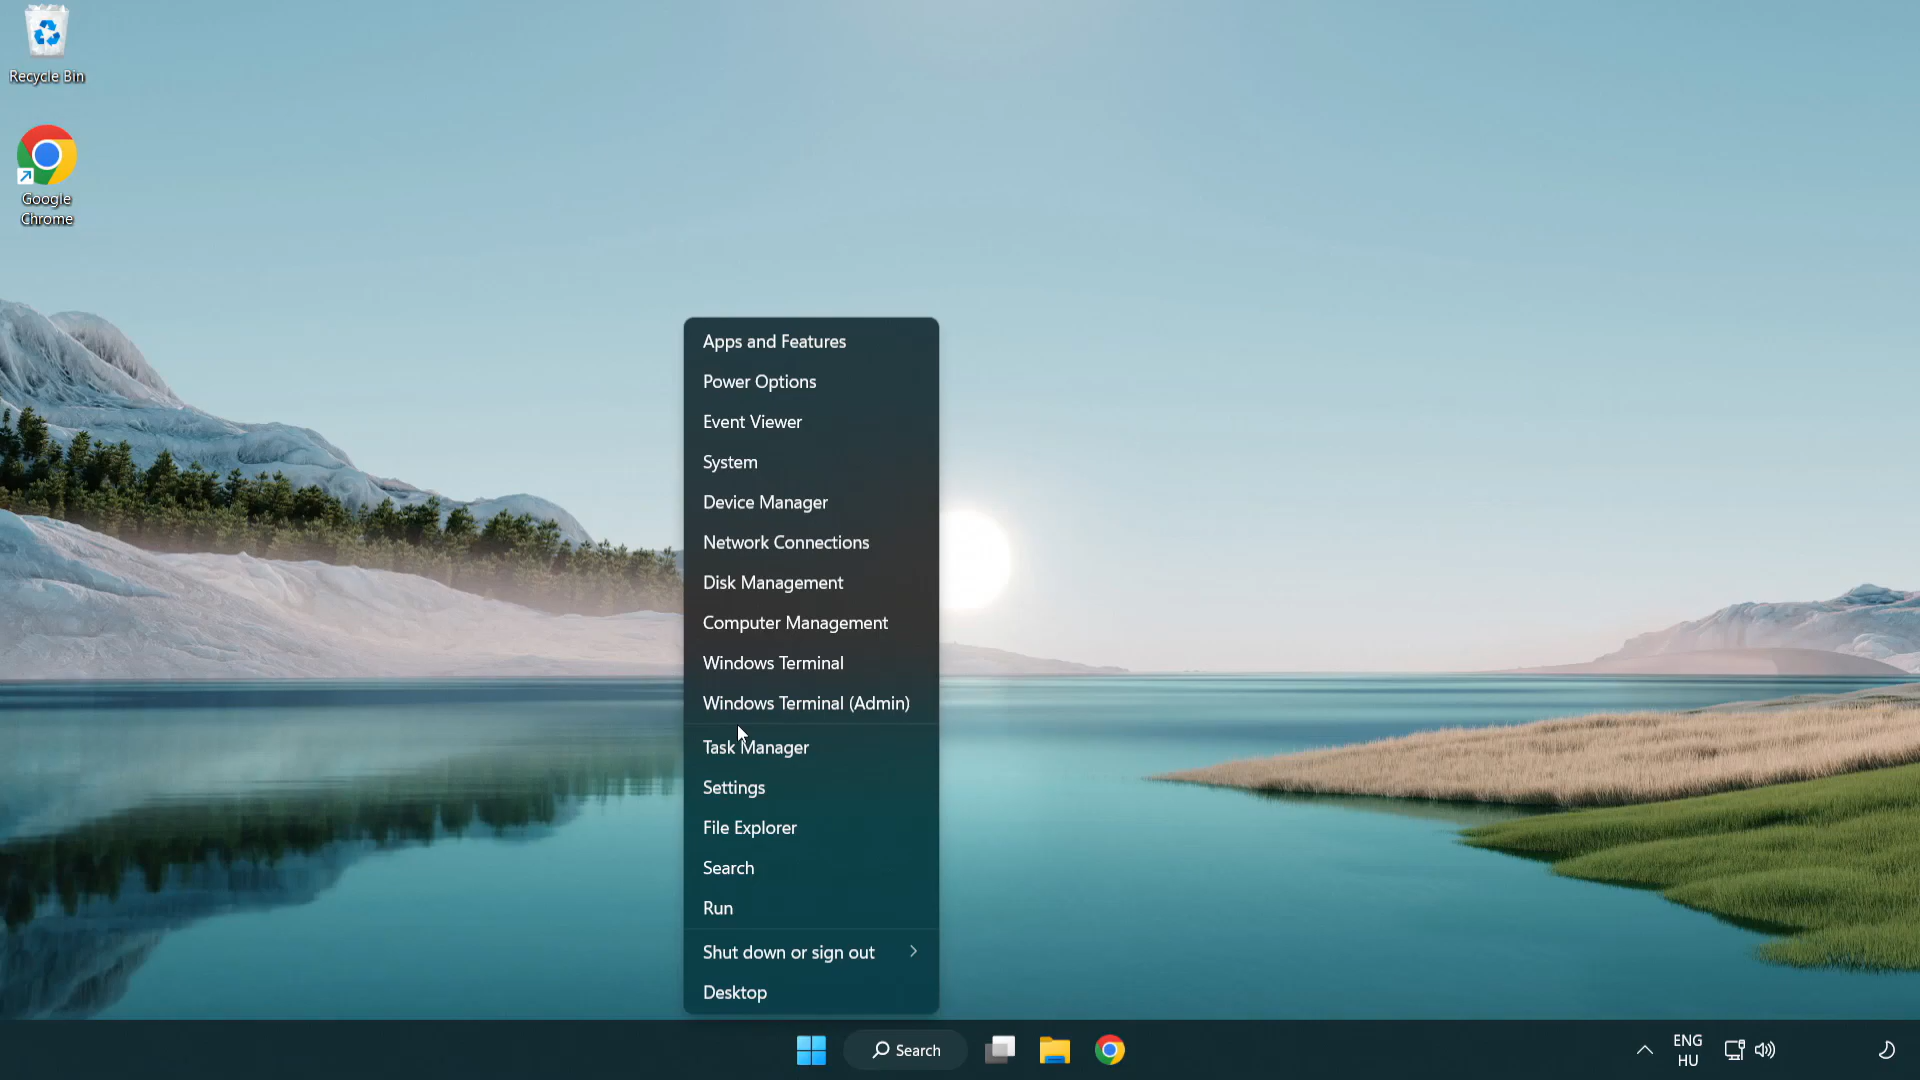 Recycle Bin
Google
Chrome
Apps and Features
Power Options
Event Viewer
System
Device Manager
Network Connections
Disk Management
Computer Management
Windows Terminal
Windows Terminal (Admin)
Task Manager
Settings
File Explorer
Search
Run
Shut down or sign out
Desktop
Search
ENG
HU